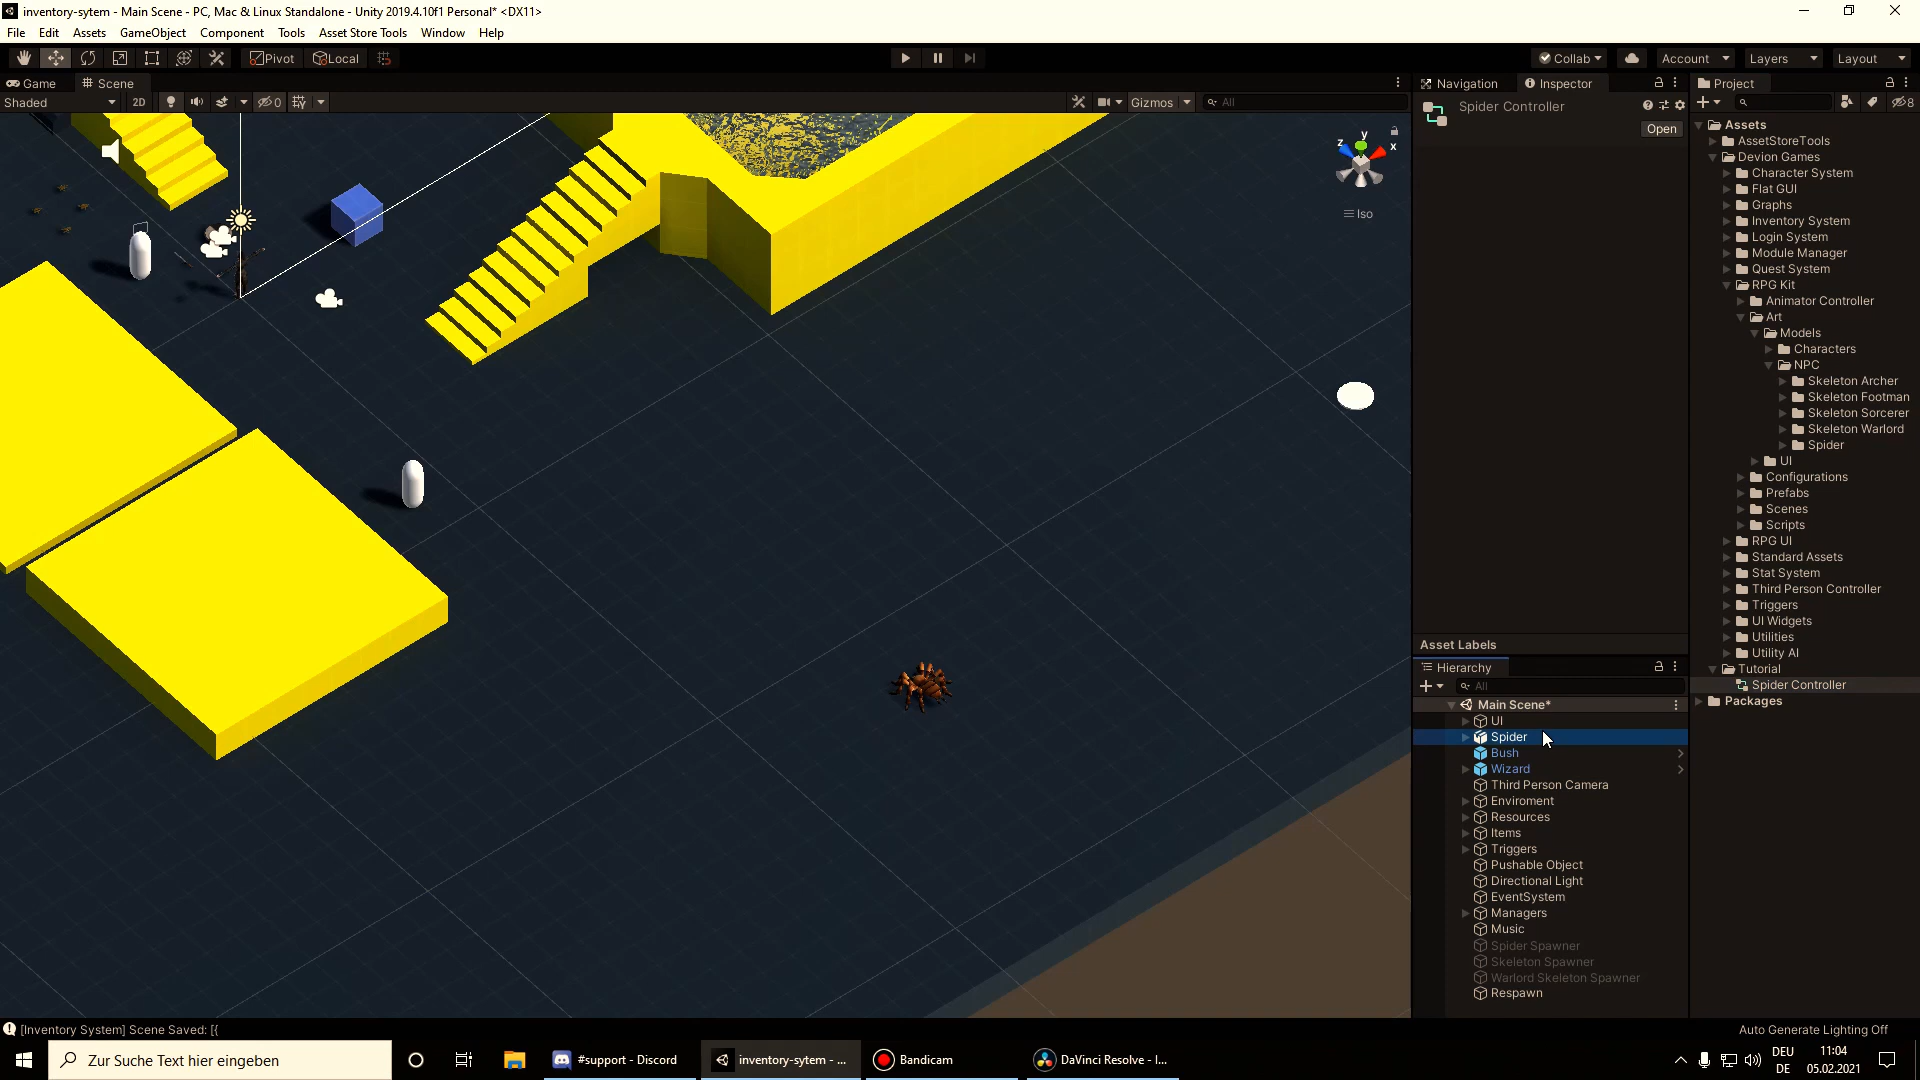 inventory-sytem - Main Scene - PC, Mac & Linux Standalone - Unity 2019.4.10f1 Personal* <DX11>
File Edit Assets GameObject Component Tools Asset Store Tools Window Help
Pivot Local Collab Account Layers Layout
Game Scene
Shaded 2D 0 Gizmos All
y
z x
Iso
Navigation Inspector
Spider Controller
Open
Asset Labels
Hierarchy
All
Main Scene*
UI
Spider
Bush
Wizard
Third Person Camera
Enviroment
Resources
Items
Triggers
Pushable Object
Directional Light
EventSystem
Managers
Music
Spider Spawner
Skeleton Spawner
Warlord Skeleton Spawner
Respawn
Project
8
Assets
AssetStoreTools
Devion Games
Character System
Flat GUI
Graphs
Inventory System
Login System
Module Manager
Quest System
RPG Kit
Animator Controller
Art
Models
Characters
NPC
Skeleton Archer
Skeleton Footman
Skeleton Sorcerer
Skeleton Warlord
Spider
UI
Configurations
Prefabs
Scenes
Scripts
RPG UI
Standard Assets
Stat System
Third Person Controller
Triggers
UI Widgets
Utilities
Utility AI
Tutorial
Spider Controller
Packages
[Inventory System] Scene Saved: [{
Auto Generate Lighting Off
Zur Suche Text hier eingeben
#support - Discord
inventory-sytem - ...
Bandicam
DaVinci Resolve - I...
DEU
DE
11:04
05.02.2021